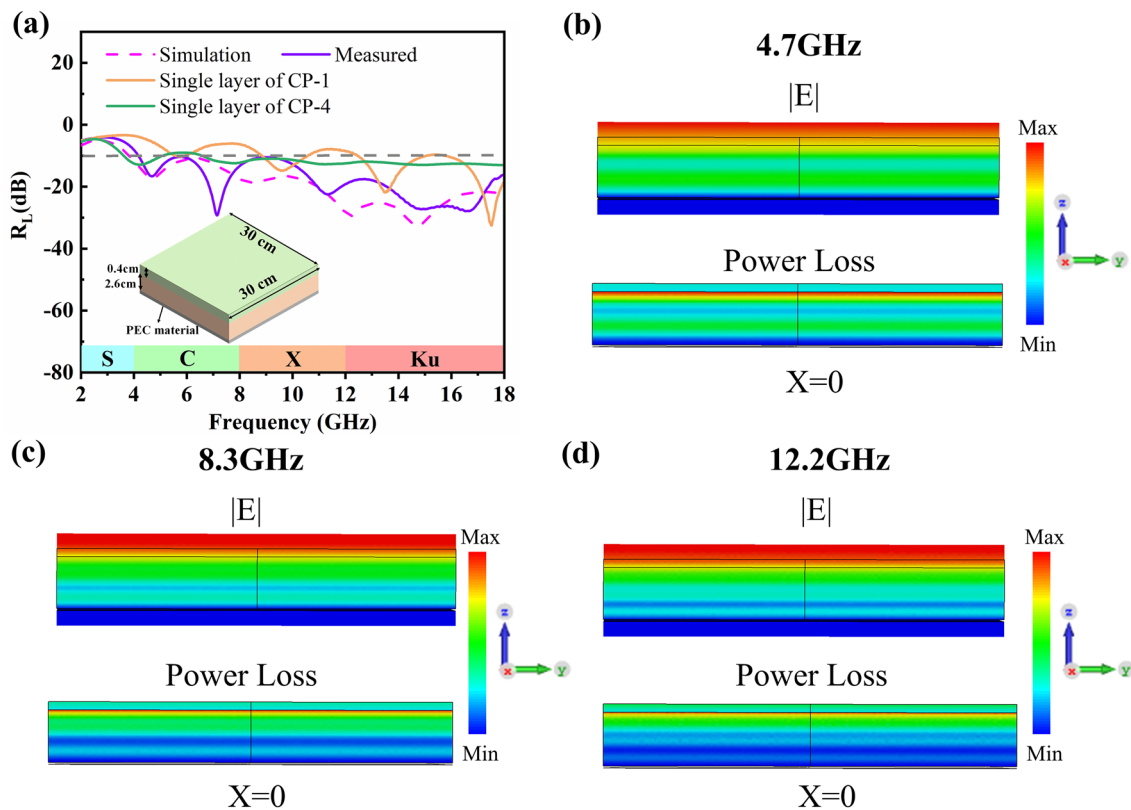 (a)
Simulation
Measured
Single layer of CP-1
Single layer of CP-4
20
0
-20
-40
-60
-80
R_L(dB)
30 cm
30 cm
0.4cm
2.6cm
PEC material
S C X Ku
2 4 6 8 10 12 14 16 18
Frequency (GHz)
(b)
4.7GHz
|E|
Max
Power Loss
Min
X=0
z
x
y
(c)
8.3GHz
|E|
Max
Power Loss
Min
X=0
z
x
y
(d)
12.2GHz
|E|
Max
Power Loss
Min
X=0
z
x
y